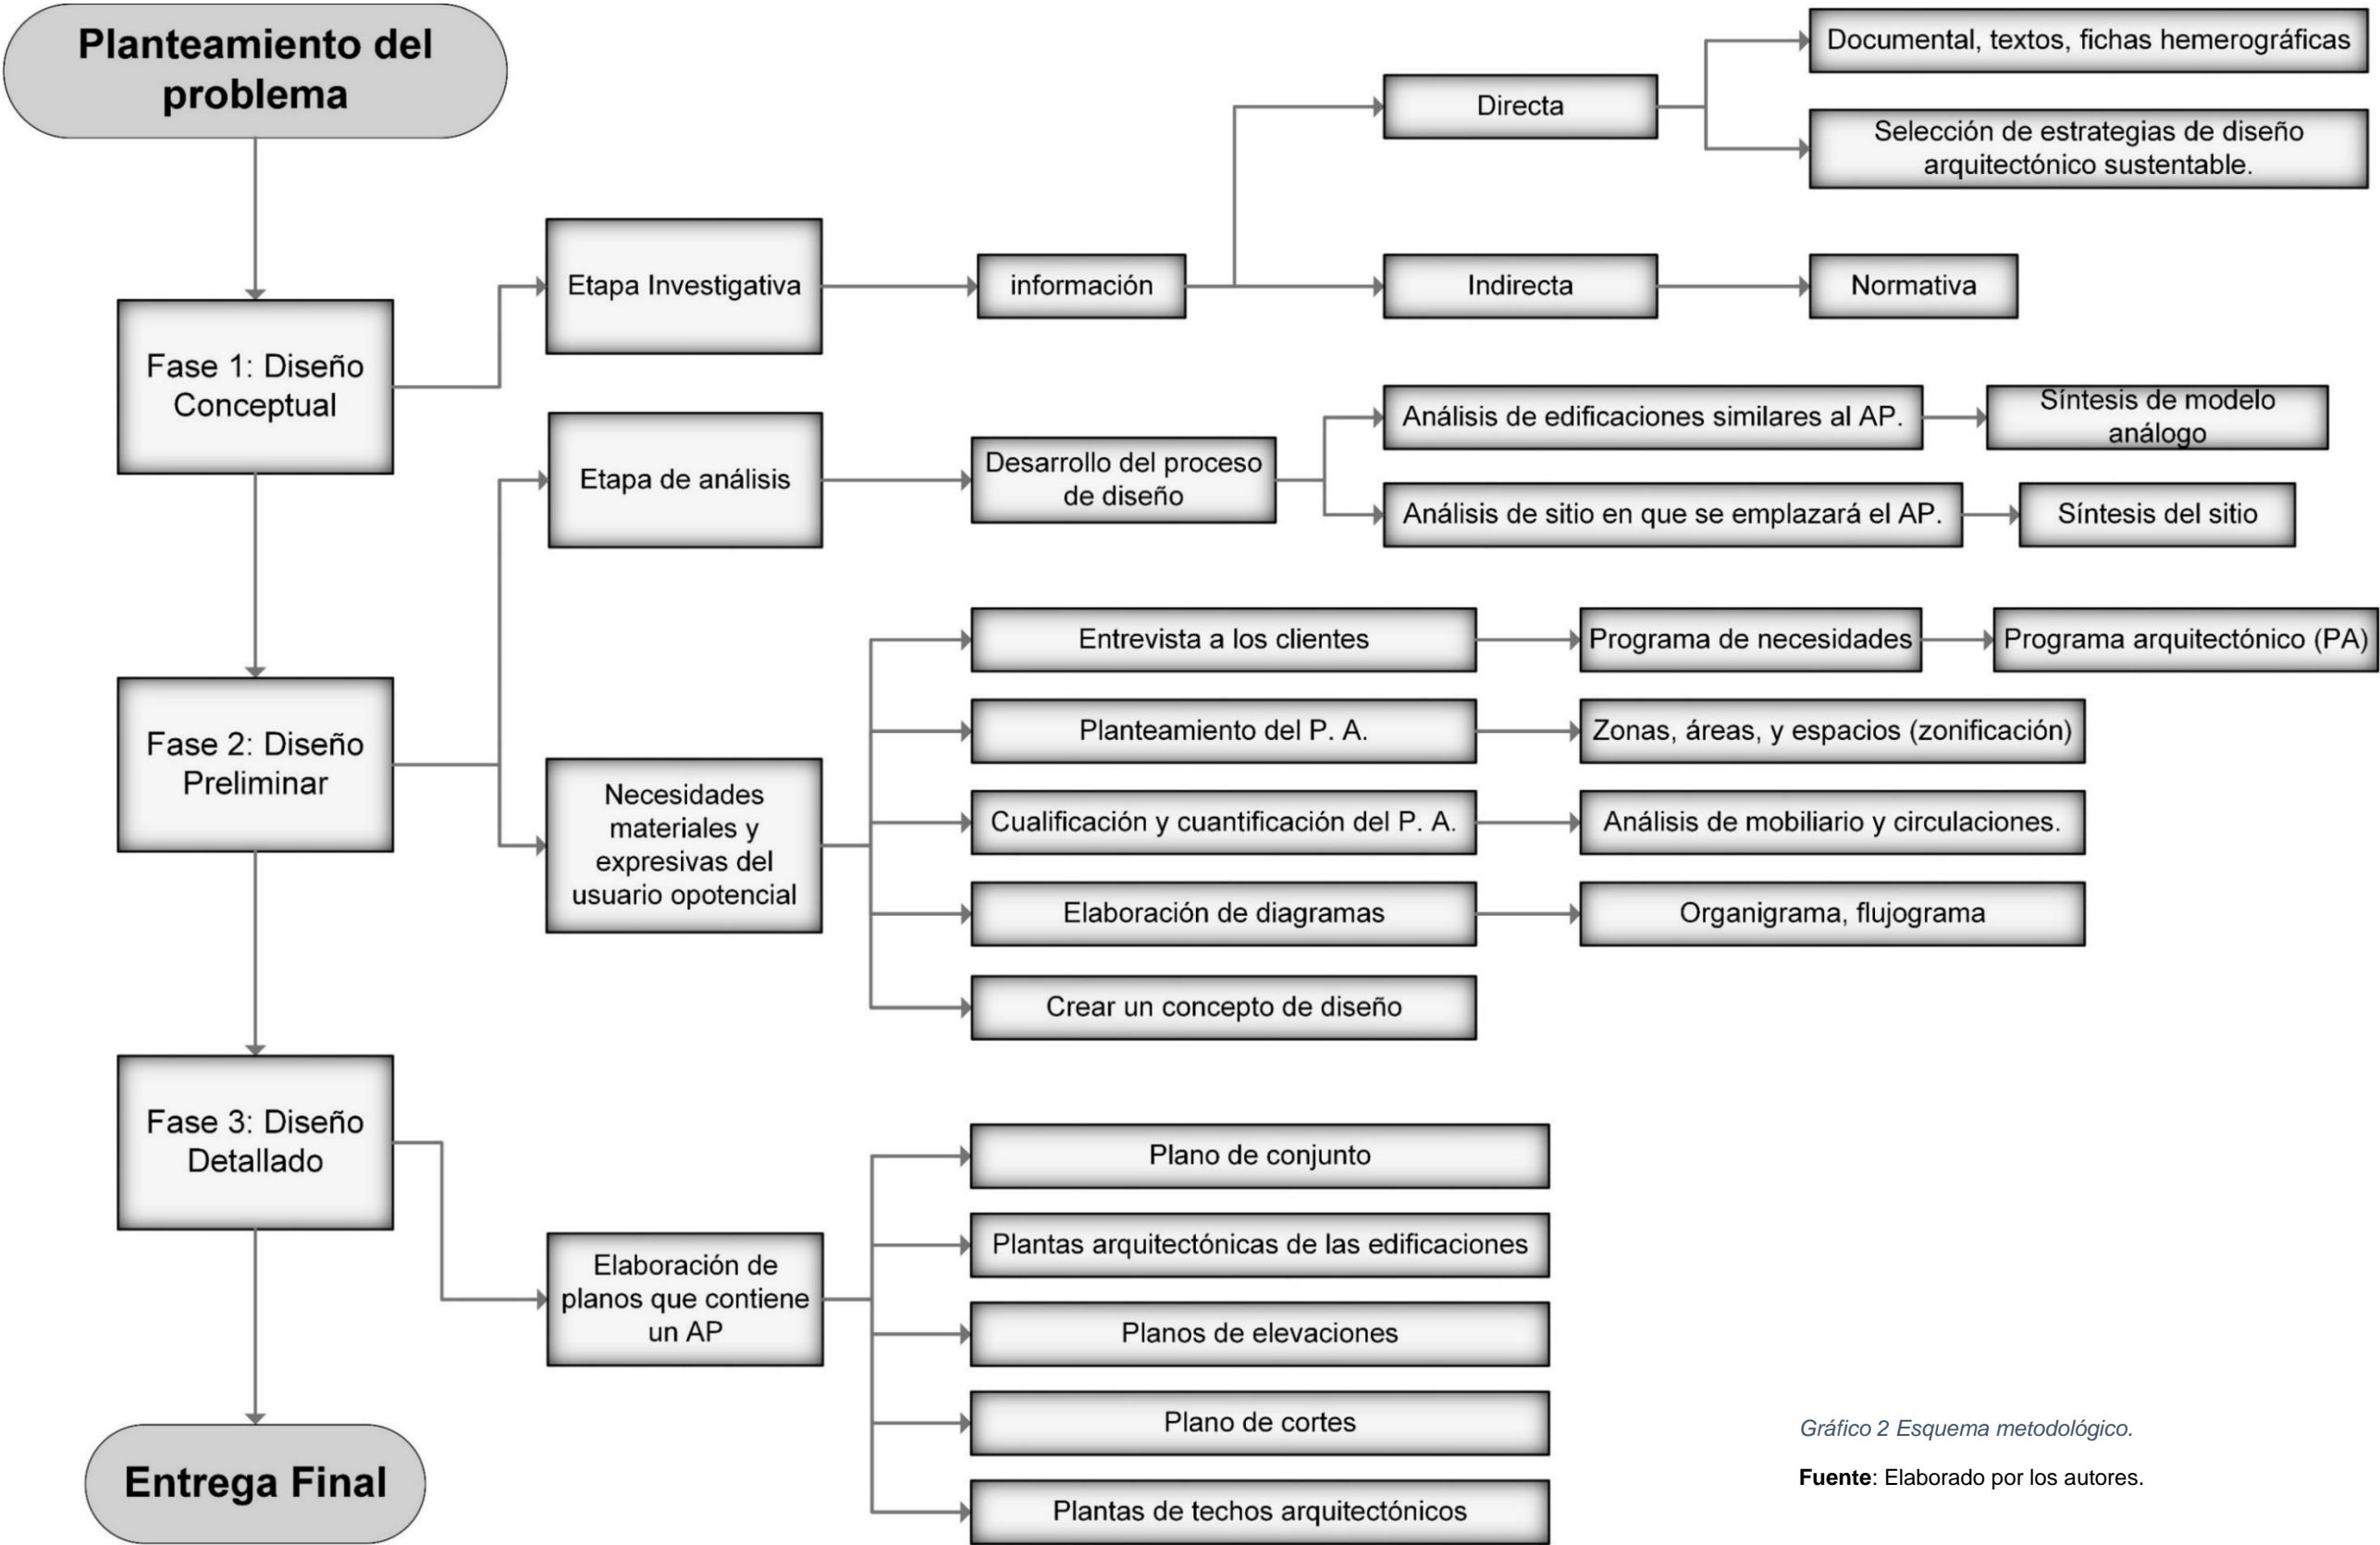 Planteamiento del
problema
Documental, textos, fichas hemerográficas
Directa
Selección de estrategias de diseño
arquitectónico sustentable.
Etapa Investigativa
información
Indirecta
Normativa
Fase 1: Diseño
Conceptual
Etapa de análisis
Desarrollo del proceso
de diseño
Análisis de edificaciones similares al AP.
Síntesis de modelo
análogo
Análisis de sitio en que se emplazará el AP.
Síntesis del sitio
Fase 2: Diseño
Preliminar
Necesidades
materiales y
expresivas del
usuario opotencial
Entrevista a los clientes
Programa de necesidades
Programa arquitectónico (PA)
Planteamiento del P. A.
Zonas, áreas, y espacios (zonificación)
Cualificación y cuantificación del P. A.
Análisis de mobiliario y circulaciones.
Elaboración de diagramas
Organigrama, flujograma
Crear un concepto de diseño
Fase 3: Diseño
Detallado
Elaboración de
planos que contiene
un AP
Plano de conjunto
Plantas arquitectónicas de las edificaciones
Planos de elevaciones
Plano de cortes
Plantas de techos arquitectónicos
Entrega Final
Gráfico 2 Esquema metodológico.
Fuente: Elaborado por los autores.